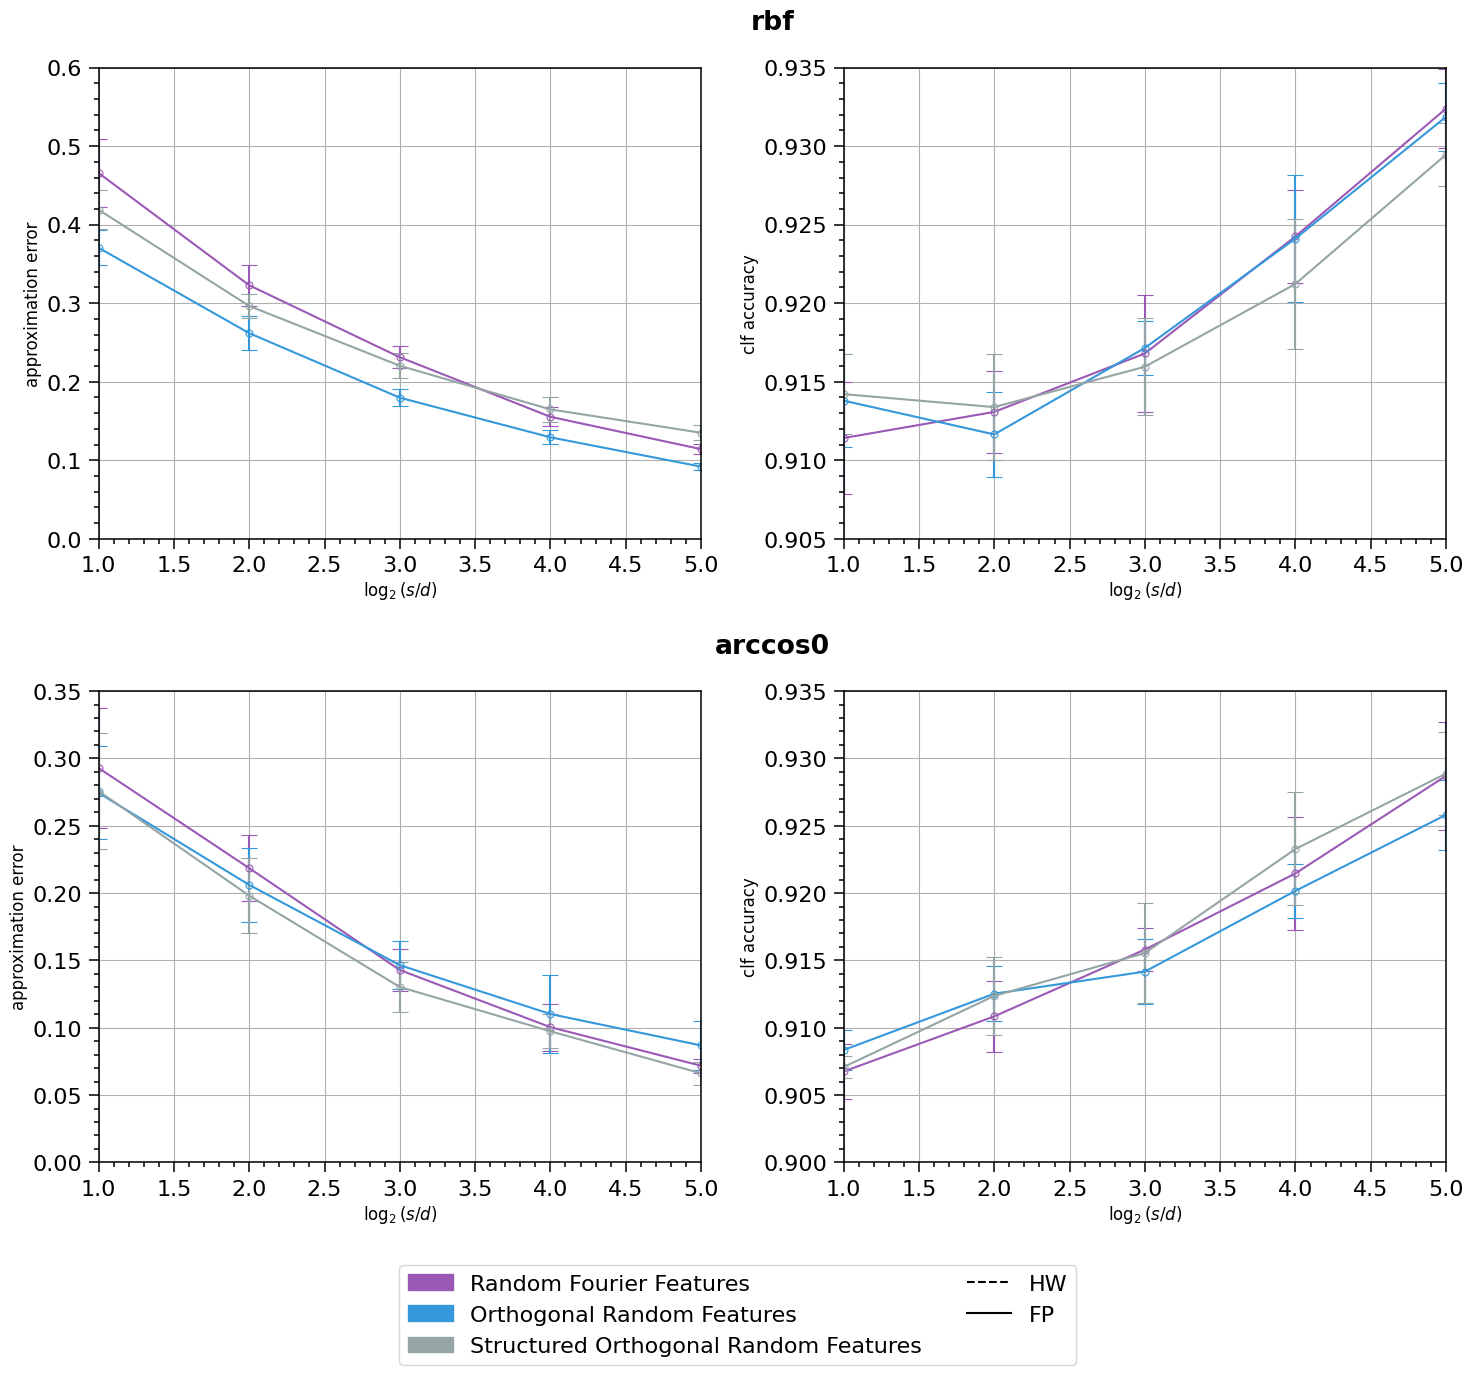 rbf
0.6
0.5
0.4
0.3
0.2
0.1
0.0
approximation error
1.0 1.5 2.0 2.5 3.0 3.5 4.0 4.5 5.0
log₂(s/d)
0.935
0.930
0.925
0.920
0.915
0.910
0.905
clf accuracy
1.0 1.5 2.0 2.5 3.0 3.5 4.0 4.5 5.0
log₂(s/d)
arccos0
0.35
0.30
0.25
0.20
0.15
0.10
0.05
0.00
approximation error
1.0 1.5 2.0 2.5 3.0 3.5 4.0 4.5 5.0
log₂(s/d)
0.935
0.930
0.925
0.920
0.915
0.910
0.905
0.900
clf accuracy
1.0 1.5 2.0 2.5 3.0 3.5 4.0 4.5 5.0
log₂(s/d)
Random Fourier Features
Orthogonal Random Features
Structured Orthogonal Random Features
HW
FP